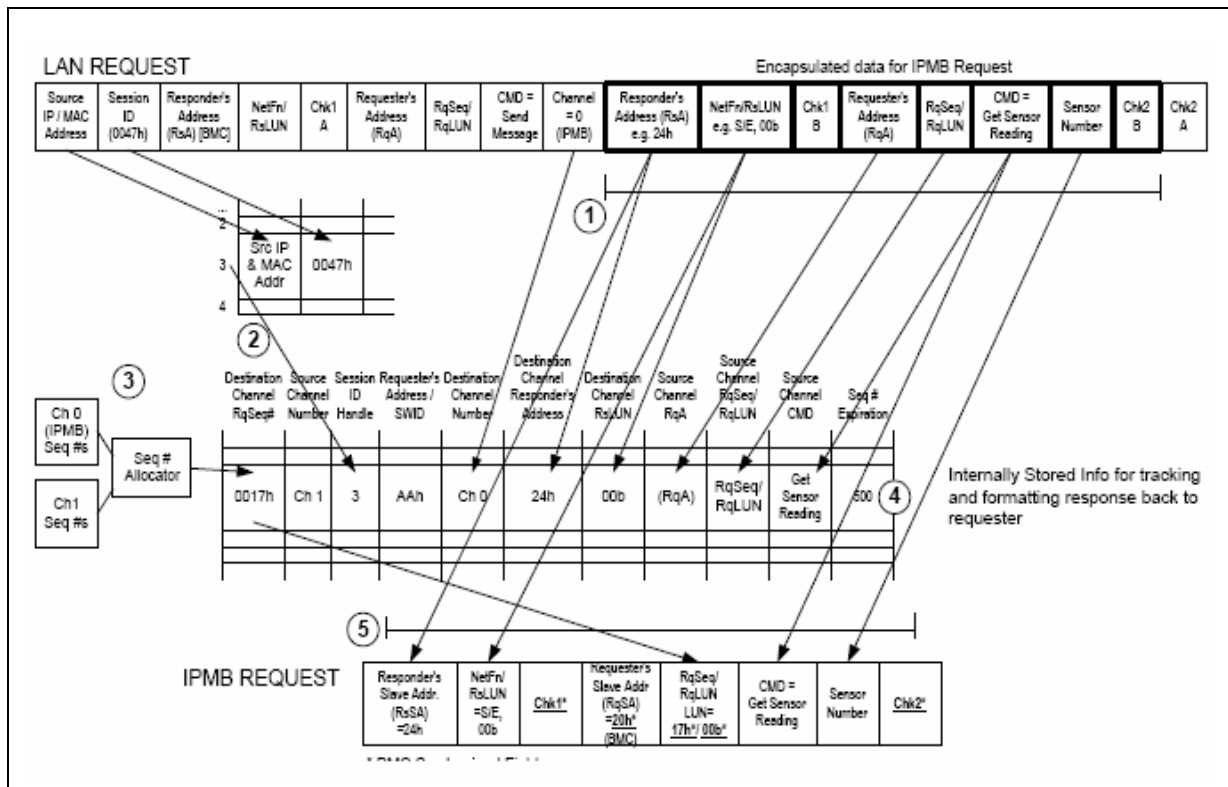 LAN REQUEST
Encapsulated data for IPMB Request
Source
IP / MAC
Address
Session
ID
(0047h)
Responder's
Address
(RsA) [BMC]
NetFn/
RsLUN
Chk1
A
Requester's
Address
(RqA)
RqSeq/
RqLUN
CMD =
Send
Message
Channel
= 0
(IPMB)
Responder's
Address (RsA)
e.g. 24h
NetFn/RsLUN
e.g. S/E, 00b
Chk1
B
Requester's
Address
(RqA)
RqSeq/
RqLUN
CMD =
Get Sensor
Reading
Sensor
Number
Chk2
B
Chk2
A
1
...
2
3
4
Src IP
& MAC
Addr
0047h
2
3
Destination
Channel
RqSeq#
Source
Channel
Number
Session
ID
Handle
Requester's
Address /
SWID
Destination
Channel
Number
Destination
Channel
Responder's
Address
Destination
Channel
RsLUN
Source
Channel
RqA
Source
Channel
RqSeq/
RqLUN
Source
Channel
CMD
Seq #
Expiration
Ch 0
(IPMB)
Seq #s
Ch1
Seq #s
Seq #
Allocator
0017h
Ch 1
3
AAh
Ch 0
24h
00b
(RqA)
RqSeq/
RqLUN
Get
Sensor
Reading
500
4
Internally Stored Info for tracking
and formatting response back to
requester
5
IPMB REQUEST
Responder's
Slave Addr.
(RsSA)
=24h
NetFn/
RsLUN
=S/E,
00b
Chk1*
Requester's
Slave Addr
(RqSA)
=20h*
(BMC)
RqSeq/
RqLUN
LUN=
17h*/ 00b*
CMD =
Get Sensor
Reading
Sensor
Number
Chk2*